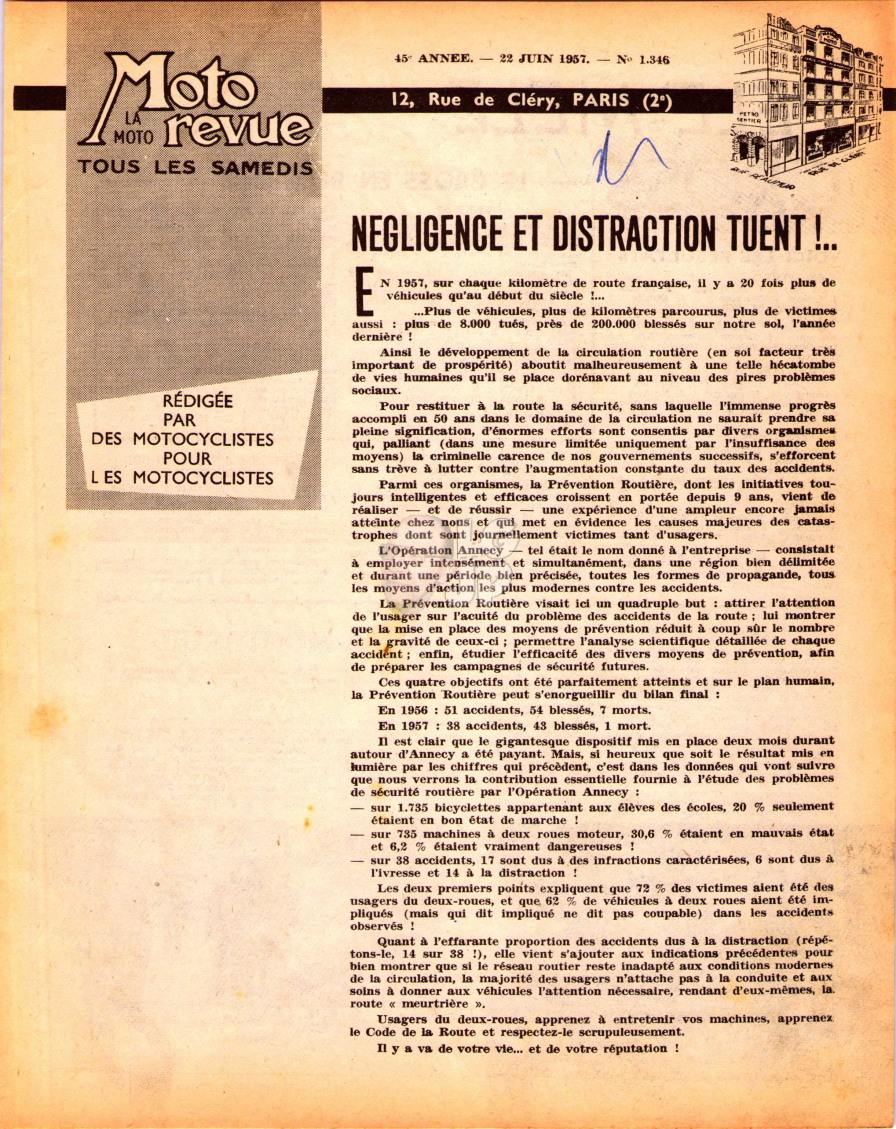 Moto
LA
MOTO
revue
TOUS LES SAMEDIS
45e ANNEE. — 22 JUIN 1957. — No 1.346
12, Rue de Cléry, PARIS (2e)
METRO
SENTIER
RUE DE CLERY
RÉDIGÉE
PAR
DES MOTOCYCLISTES
POUR
LES MOTOCYCLISTES
NEGLIGENCE ET DISTRACTION TUENT !..
EN 1957, sur chaque kilomètre de route française, il y a 20 fois plus de
véhicules qu'au début du siècle !...
...Plus de véhicules, plus de kilomètres parcourus, plus de victimes
aussi : plus de 8.000 tués, près de 200.000 blessés sur notre sol, l'année
dernière !
Ainsi le développement de la circulation routière (en soi facteur très
important de prospérité) aboutit malheureusement à une telle hécatombe
de vies humaines qu'il se place dorénavant au niveau des pires problèmes
sociaux.
Pour restituer à la route la sécurité, sans laquelle l'immense progrès
accompli en 50 ans dans le domaine de la circulation ne saurait prendre sa
pleine signification, d'énormes efforts sont consentis par divers organismes
qui, palliant (dans une mesure limitée uniquement par l'insuffisance des
moyens) la criminelle carence de nos gouvernements successifs, s'efforcent
sans trève à lutter contre l'augmentation constante du taux des accidents.
Parmi ces organismes, la Prévention Routière, dont les initiatives tou-
jours intelligentes et efficaces croissent en portée depuis 9 ans, vient de
réaliser — et de réussir — une expérience d'une ampleur encore jamais
atteinte chez nous et qui met en évidence les causes majeures des catas-
trophes dont sont journellement victimes tant d'usagers.
L'Opération Annecy — tel était le nom donné à l'entreprise — consistait
à employer intensément et simultanément, dans une région bien délimitée
et durant une période bien précisée, toutes les formes de propagande, tous
les moyens d'action les plus modernes contre les accidents.
La Prévention Routière visait ici un quadruple but : attirer l'attention
de l'usager sur l'acuité du problème des accidents de la route ; lui montrer
que la mise en place des moyens de prévention réduit à coup sûr le nombre
et la gravité de ceux-ci ; permettre l'analyse scientifique détaillée de chaque
accident ; enfin, étudier l'efficacité des divers moyens de prévention, afin
de préparer les campagnes de sécurité futures.
Ces quatre objectifs ont été parfaitement atteints et sur le plan humain,
la Prévention Routière peut s'enorgueillir du bilan final :
En 1956 : 51 accidents, 54 blessés, 7 morts.
En 1957 : 38 accidents, 43 blessés, 1 mort.
Il est clair que le gigantesque dispositif mis en place deux mois durant
autour d'Annecy a été payant. Mais, si heureux que soit le résultat mis en
lumière par les chiffres qui précèdent, c'est dans les données qui vont suivre
que nous verrons la contribution essentielle fournie à l'étude des problèmes
de sécurité routière par l'Opération Annecy :
— sur 1.735 bicyclettes appartenant aux élèves des écoles, 20 % seulement
étaient en bon état de marche !
— sur 735 machines à deux roues moteur, 30,6 % étaient en mauvais état
et 6,2 % étaient vraiment dangereuses !
— sur 38 accidents, 17 sont dus à des infractions caractérisées, 6 sont dus à
l'ivresse et 14 à la distraction !
Les deux premiers points expliquent que 72 % des victimes aient été des
usagers du deux-roues, et que 62 % de véhicules à deux roues aient été im-
pliqués (mais qui dit impliqué ne dit pas coupable) dans les accidents
observés !
Quant à l'effarante proportion des accidents dus à la distraction (répé-
tons-le, 14 sur 38 !), elle vient s'ajouter aux indications précédentes pour
bien montrer que si le réseau routier reste inadapté aux conditions modernes
de la circulation, la majorité des usagers n'attache pas à la conduite et aux
soins à donner aux véhicules l'attention nécessaire, rendant d'eux-mêmes, la
route « meurtrière ».
Usagers du deux-roues, apprenez à entretenir vos machines, apprenez
le Code de la Route et respectez-le scrupuleusement.
Il y a va de votre vie... et de votre réputation !